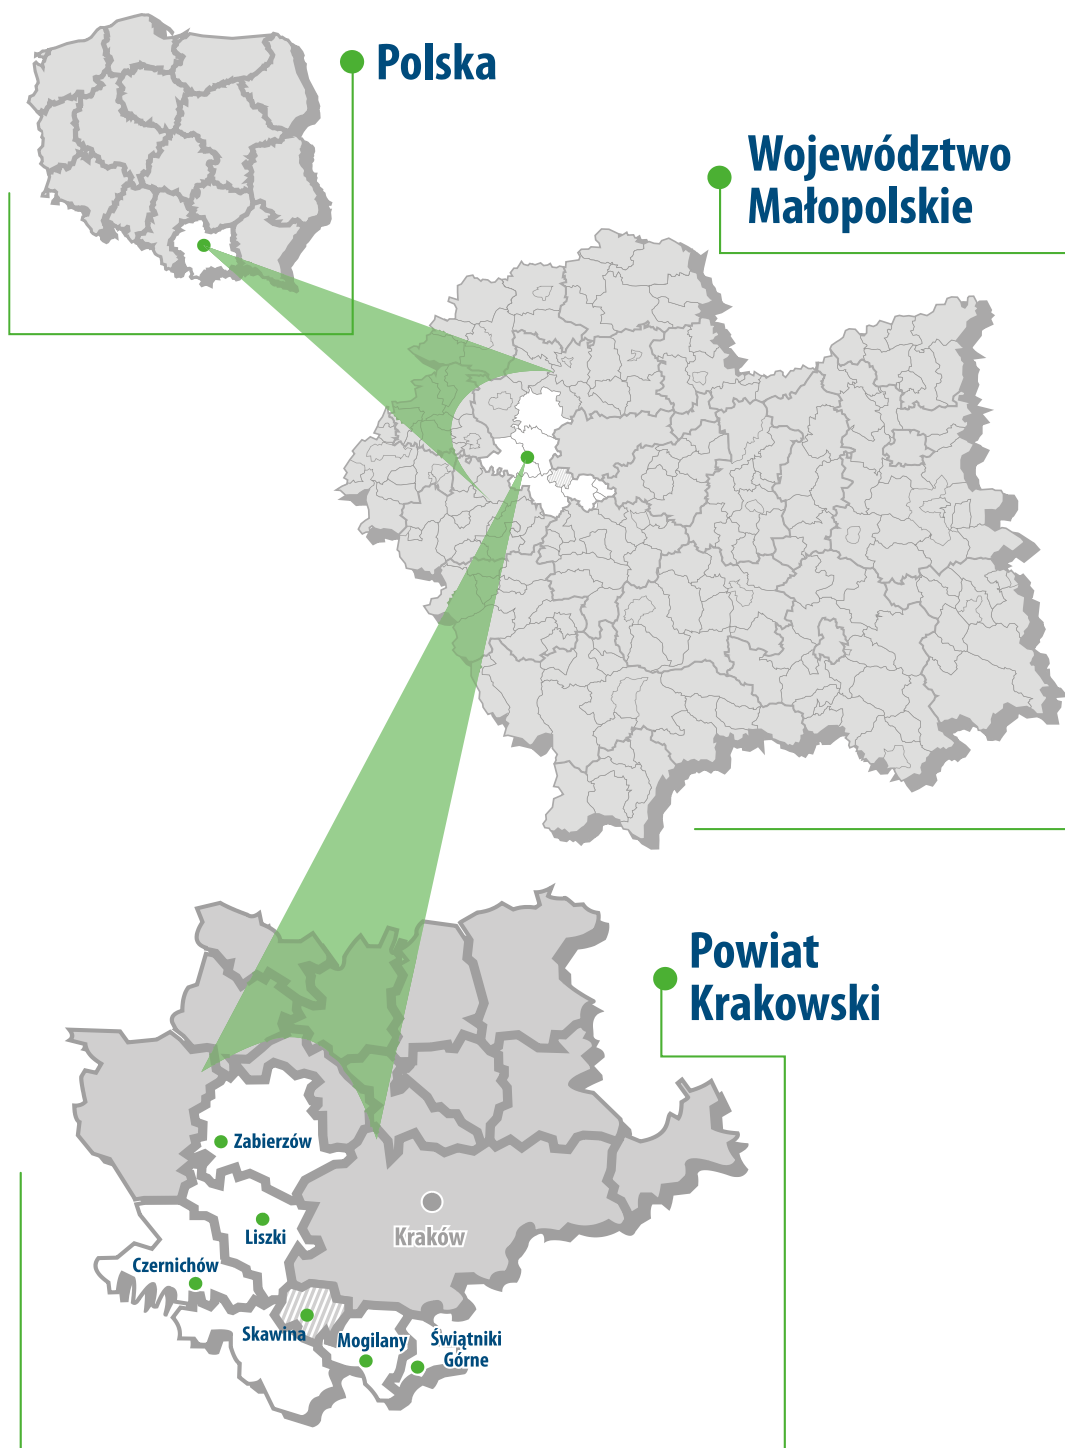 Polska
Województwo
Małopolskie
Powiat
Krakowski
Zabierzów
Liszki
Kraków
Czernichów
Skawina
Mogilany
Świątniki
Górne